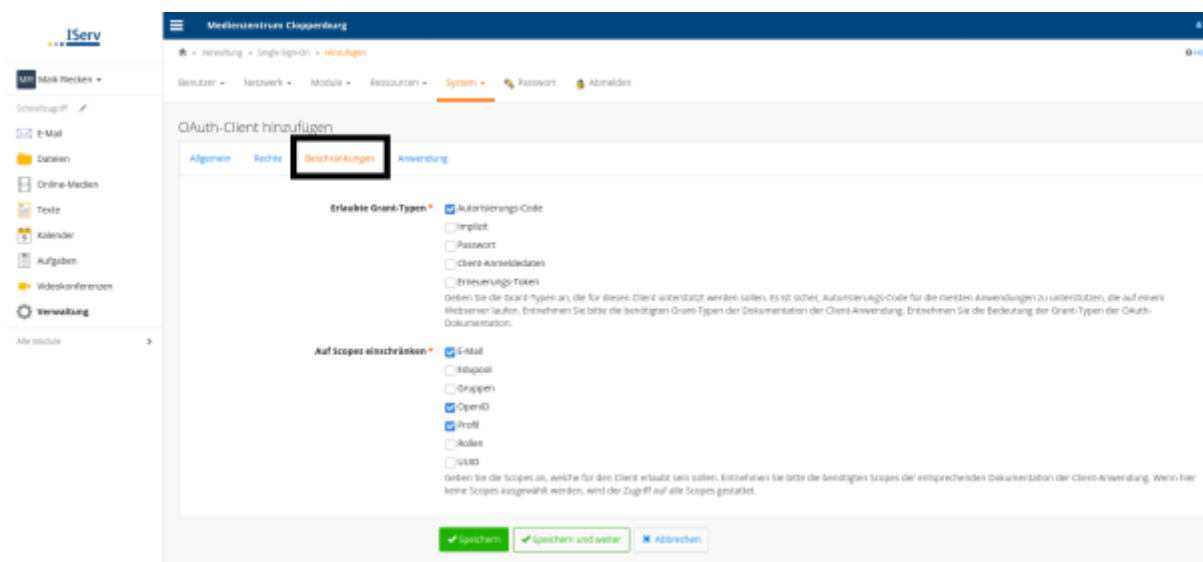 IServ
Medienzentrum Cloppenburg
Verwaltung » Single-Sign-On » Hinzufügen
MR Maik Riecken
Benutzer Netzwerk Module Ressourcen System Passwort Abmelden
Schnellzugriff
E-Mail
Dateien
Online-Medien
Texte
Kalender
Aufgaben
Videokonferenzen
Verwaltung
Alle Module
OAuth-Client hinzufügen
Allgemein Rechte Beschränkungen Anwendung
Erlaubte Grant-Typen * Autorisierungs-Code
Implizit
Passwort
Client-Anmeldedaten
Erneuerungs-Token
Geben Sie die Grant-Typen an, die für diesen Client unterstützt werden sollen. Es ist sicher, Autorisierungs-Code für die meisten Anwendungen zu unterstützen, die auf einem
Webserver laufen. Entnehmen Sie bitte die benötigten Grant-Typen der Dokumentation der Client-Anwendung. Entnehmen Sie die Bedeutung der Grant-Typen der OAuth-
Dokumentation.
Auf Scopes einschränken * E-Mail
Edupool
Gruppen
OpenID
Profil
Rollen
UUID
Geben Sie die Scopes an, welche für den Client erlaubt sein sollen. Entnehmen Sie bitte die benötigten Scopes der entsprechenden Dokumentation der Client-Anwendung. Wenn hier
keine Scopes ausgewählt werden, wird der Zugriff auf alle Scopes gestattet.
Speichern Speichern und weiter Abbrechen